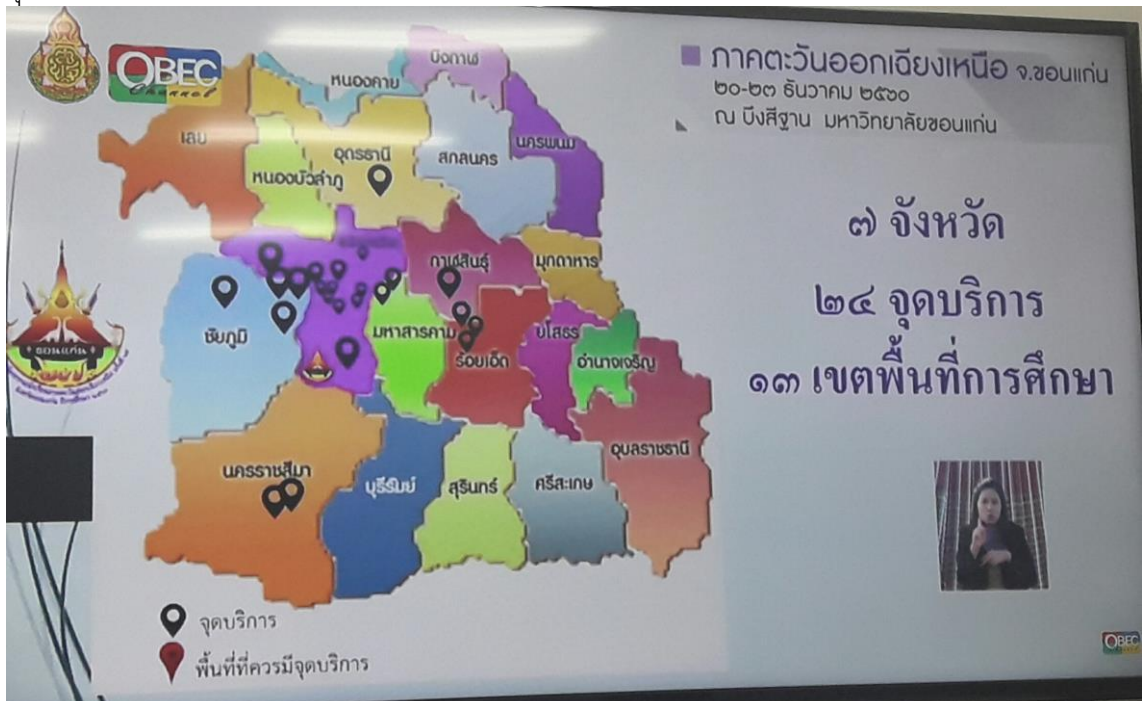 OBEC
Channel
ภาคตะวันออกเฉียงเหนือ จ.ขอนแก่น
๒๐-๒๓ ธันวาคม ๒๕๖๐
ณ บึงสีฐาน มหาวิทยาลัยขอนแก่น
บึงกาฬ
หนองคาย
เลย
อุดรธานี
สกลนคร
นครพนม
หนองบัวลำภู
กาฬสินธุ์
มุกดาหาร
ชัยภูมิ
มหาสารคาม
ร้อยเอ็ด
ยโสธร
อำนาจเจริญ
นครราชสีมา
บุรีรัมย์
สุรินทร์
ศรีสะเกษ
อุบลราชธานี
๗ จังหวัด
๒๔ จุดบริการ
๑๓ เขตพื้นที่การศึกษา
ขอนแก่น
จุดบริการ
พื้นที่ที่ควรมีจุดบริการ
OBEC